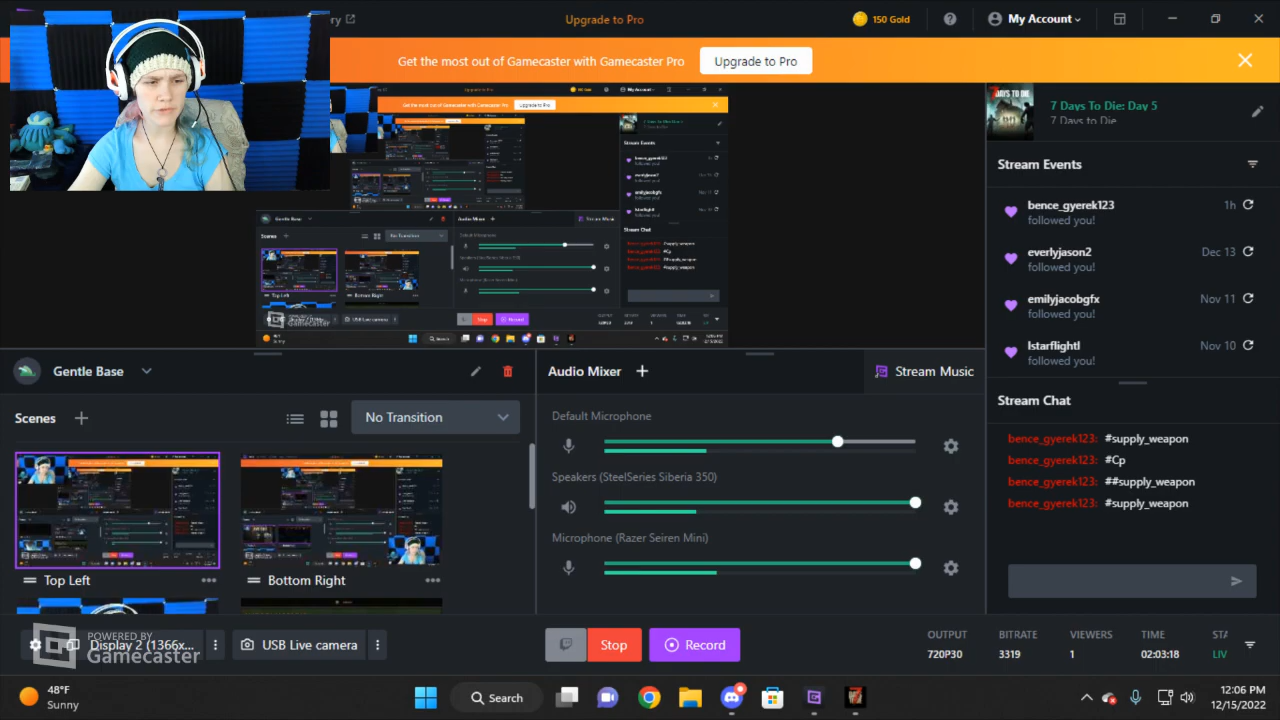 ry
Upgrade to Pro
150 Gold
My Account
Get the most out of Gamecaster with Gamecaster Pro
Upgrade to Pro
7 DAYS TO DIE
7 Days To Die: Day 5
7 Days to Die
Stream Events
bence_gyerek123
followed you!
1h
everlyjason2
followed you!
Dec 13
emilyjacobgfx
followed you!
Nov 11
lstarflightl
followed you!
Nov 10
Gentle Base
Scenes
No Transition
Top Left
Bottom Right
Audio Mixer
Stream Music
Default Microphone
Speakers (SteelSeries Siberia 350)
Microphone (Razer Seiren Mini)
Stream Chat
bence_gyerek123: #supply_weapon
bence_gyerek123: #Cp
bence_gyerek123: ##supply_weapon
bence_gyerek123: #supply_weapon
POWERED BY
Gamecaster
Display 2 (1366x...
USB Live camera
Stop
Record
OUTPUT
720P30
BITRATE
3319
VIEWERS
1
TIME
02:03:18
STA
LIV
48°F
Sunny
Search
12:06 PM
12/15/2022